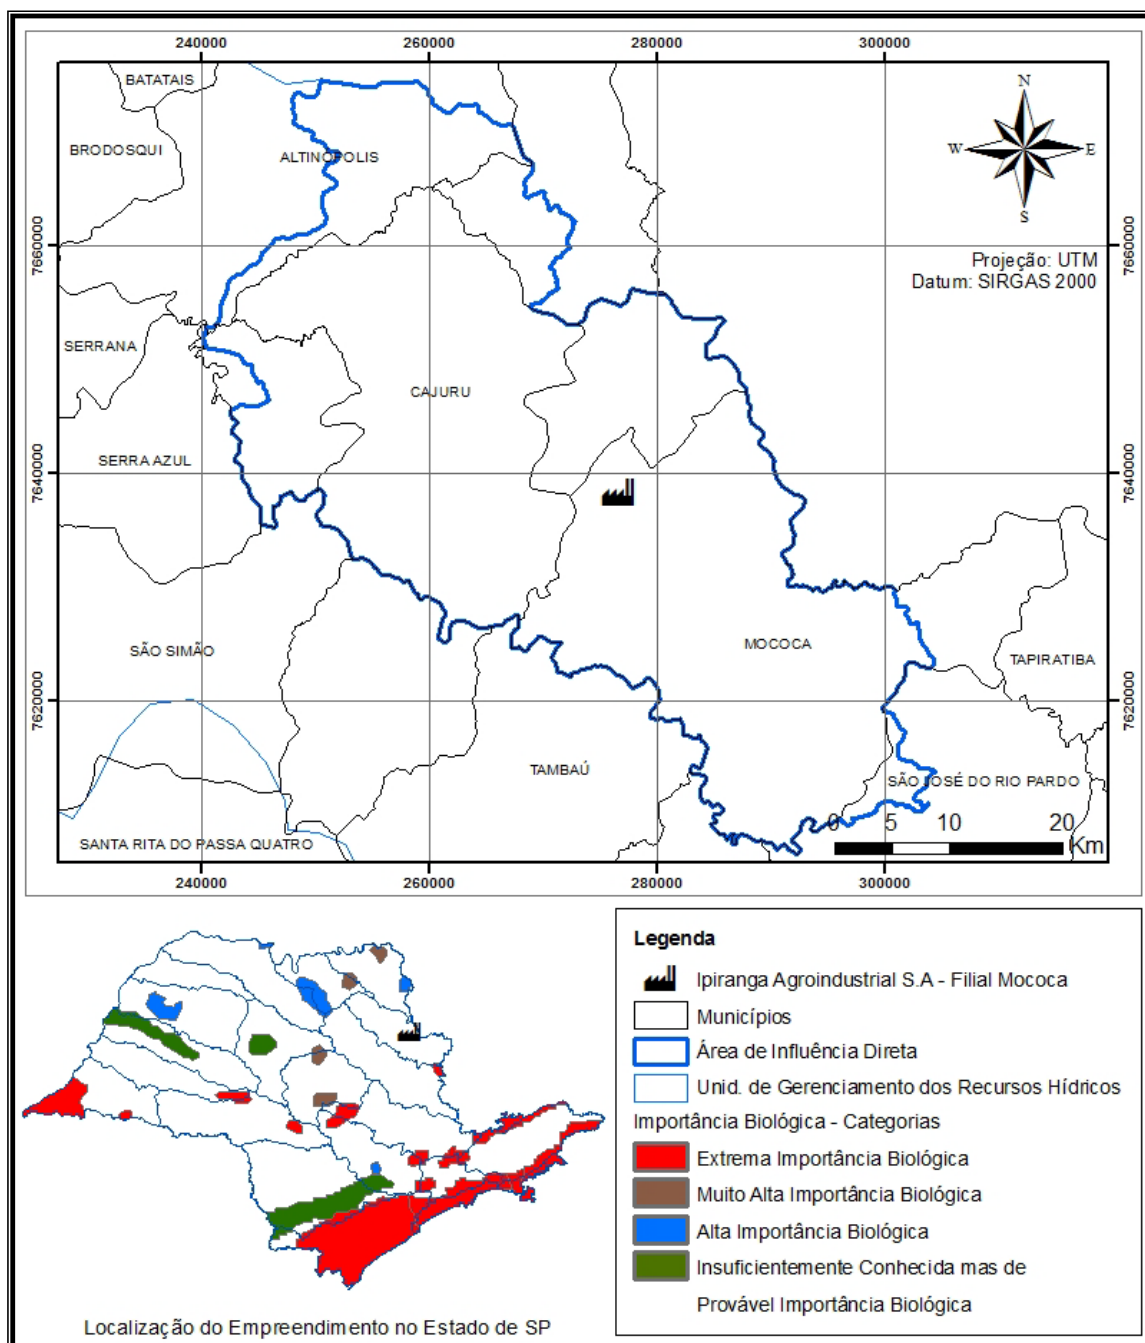 240000 260000 280000 300000
BATATAIS
BRODOSQUI
ALTINÓPOLIS
N
W E
S
7660000 7660000
Projeção: UTM
Datum: SIRGAS 2000
SERRANA
CAJURU
SERRA AZUL
7640000 7640000
SÃO SIMÃO
MOCOCA
TAPIRATIBA
7620000 7620000
TAMBAÚ
SÃO JOSÉ DO RIO PARDO
0 5 10 20
Km
SANTA RITA DO PASSA QUATRO
240000 260000 280000 300000
Legenda
Ipiranga Agroindustrial S.A - Filial Mococa
Municípios
Área de Influência Direta
Unid. de Gerenciamento dos Recursos Hídricos
Importância Biológica - Categorias
Extrema Importância Biológica
Muito Alta Importância Biológica
Alta Importância Biológica
Insuficientemente Conhecida mas de
Provável Importância Biológica
Localização do Empreendimento no Estado de SP